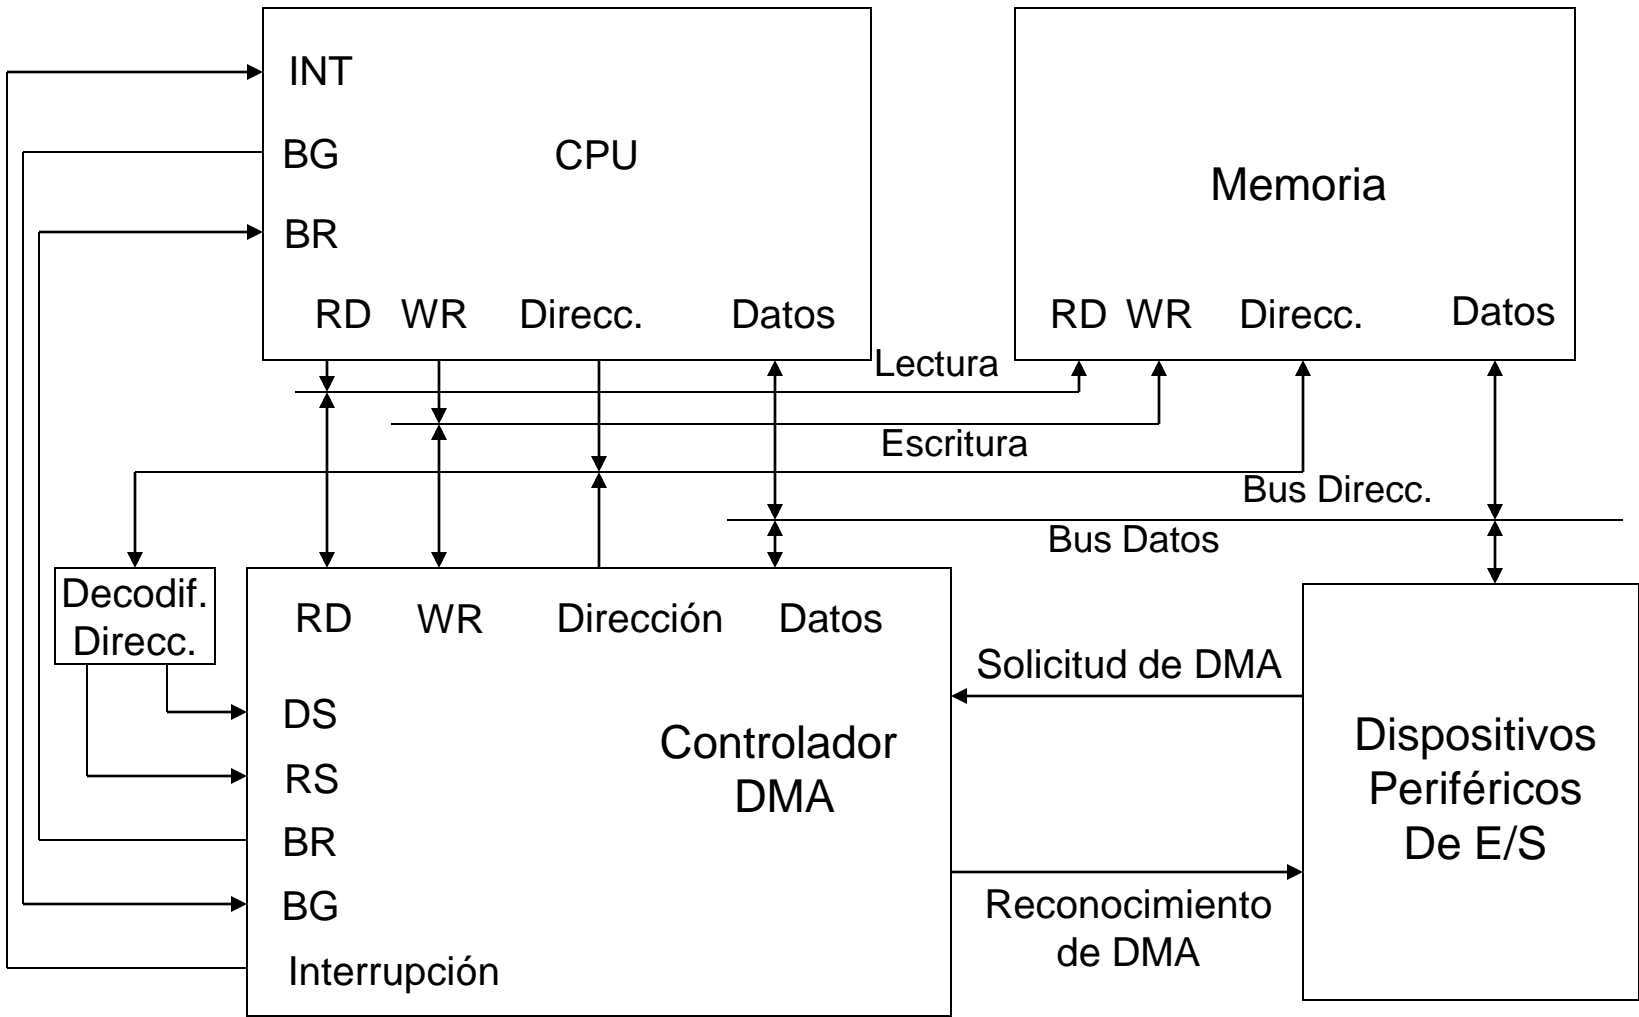 INT
BG
CPU
BR
RD WR Direcc. Datos
Memoria
RD WR Direcc. Datos
Lectura
Escritura
Bus Direcc.
Bus Datos
Decodif.
Direcc.
RD WR Dirección Datos
DS
RS
BR
BG
Interrupción
Controlador
DMA
Solicitud de DMA
Reconocimiento
de DMA
Dispositivos
Periféricos
De E/S